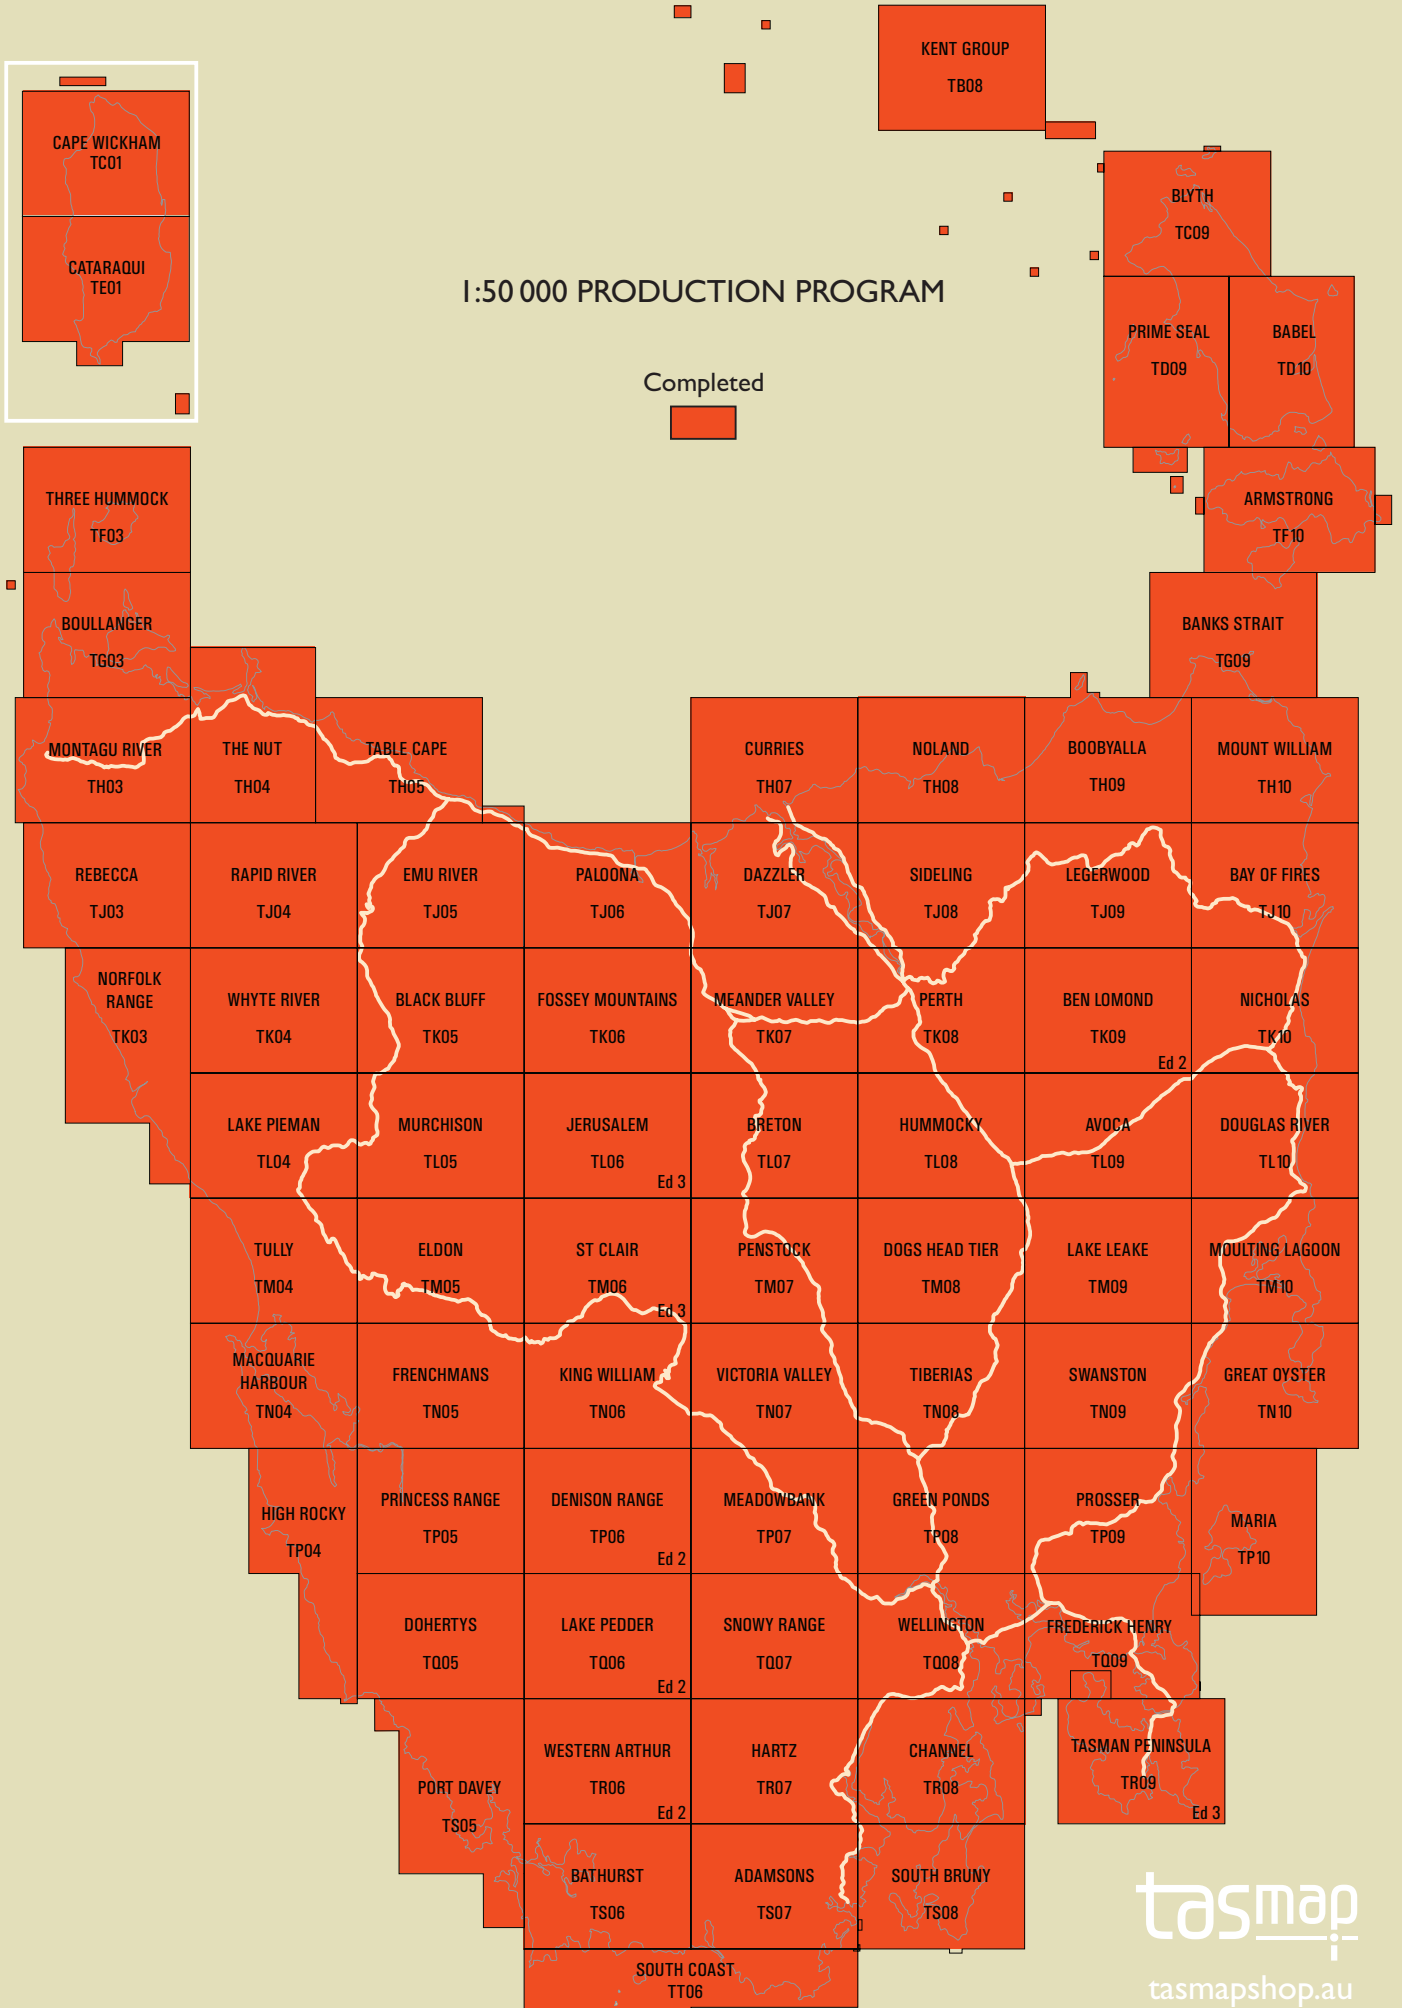 KENT GROUP
TB08
CAPE WICKHAM
TC01
CATARAQUI
TE01
BLYTH
TC09
1:50 000 PRODUCTION PROGRAM
PRIME SEAL
TD09
BABEL
TD10
Completed
THREE HUMMOCK
TF03
ARMSTRONG
TF10
BOULLANGER
TG03
BANKS STRAIT
TG09
MONTAGU RIVER
TH03
THE NUT
TH04
TABLE CAPE
TH05
CURRIES
TH07
NOLAND
TH08
BOOBYALLA
TH09
MOUNT WILLIAM
TH10
REBECCA
TJ03
RAPID RIVER
TJ04
EMU RIVER
TJ05
PALOONA
TJ06
DAZZLER
TJ07
SIDELING
TJ08
LEGERWOOD
TJ09
BAY OF FIRES
TJ10
NORFOLK
RANGE
TK03
WHYTE RIVER
TK04
BLACK BLUFF
TK05
FOSSEY MOUNTAINS
TK06
MEANDER VALLEY
TK07
PERTH
TK08
BEN LOMOND
TK09
Ed 2
NICHOLAS
TK10
LAKE PIEMAN
TL04
MURCHISON
TL05
JERUSALEM
TL06
Ed 3
BRETON
TL07
HUMMOCKY
TL08
AVOCA
TL09
DOUGLAS RIVER
TL10
TULLY
TM04
ELDON
TM05
ST CLAIR
TM06
Ed 3
PENSTOCK
TM07
DOGS HEAD TIER
TM08
LAKE LEAKE
TM09
MOULTING LAGOON
TM10
MACQUARIE
HARBOUR
TN04
FRENCHMANS
TN05
KING WILLIAM
TN06
VICTORIA VALLEY
TN07
TIBERIAS
TN08
SWANSTON
TN09
GREAT OYSTER
TN10
HIGH ROCKY
TP04
PRINCESS RANGE
TP05
DENISON RANGE
TP06
Ed 2
MEADOWBANK
TP07
GREEN PONDS
TP08
PROSSER
TP09
MARIA
TP10
DOHERTYS
TQ05
LAKE PEDDER
TQ06
Ed 2
SNOWY RANGE
TQ07
WELLINGTON
TQ08
FREDERICK HENRY
TQ09
PORT DAVEY
TS05
WESTERN ARTHUR
TR06
Ed 2
HARTZ
TR07
CHANNEL
TR08
TASMAN PENINSULA
TR09
Ed 3
BATHURST
TS06
ADAMSONS
TS07
SOUTH BRUNY
TS08
SOUTH COAST
TT06
tasmap
tasmapshop.au